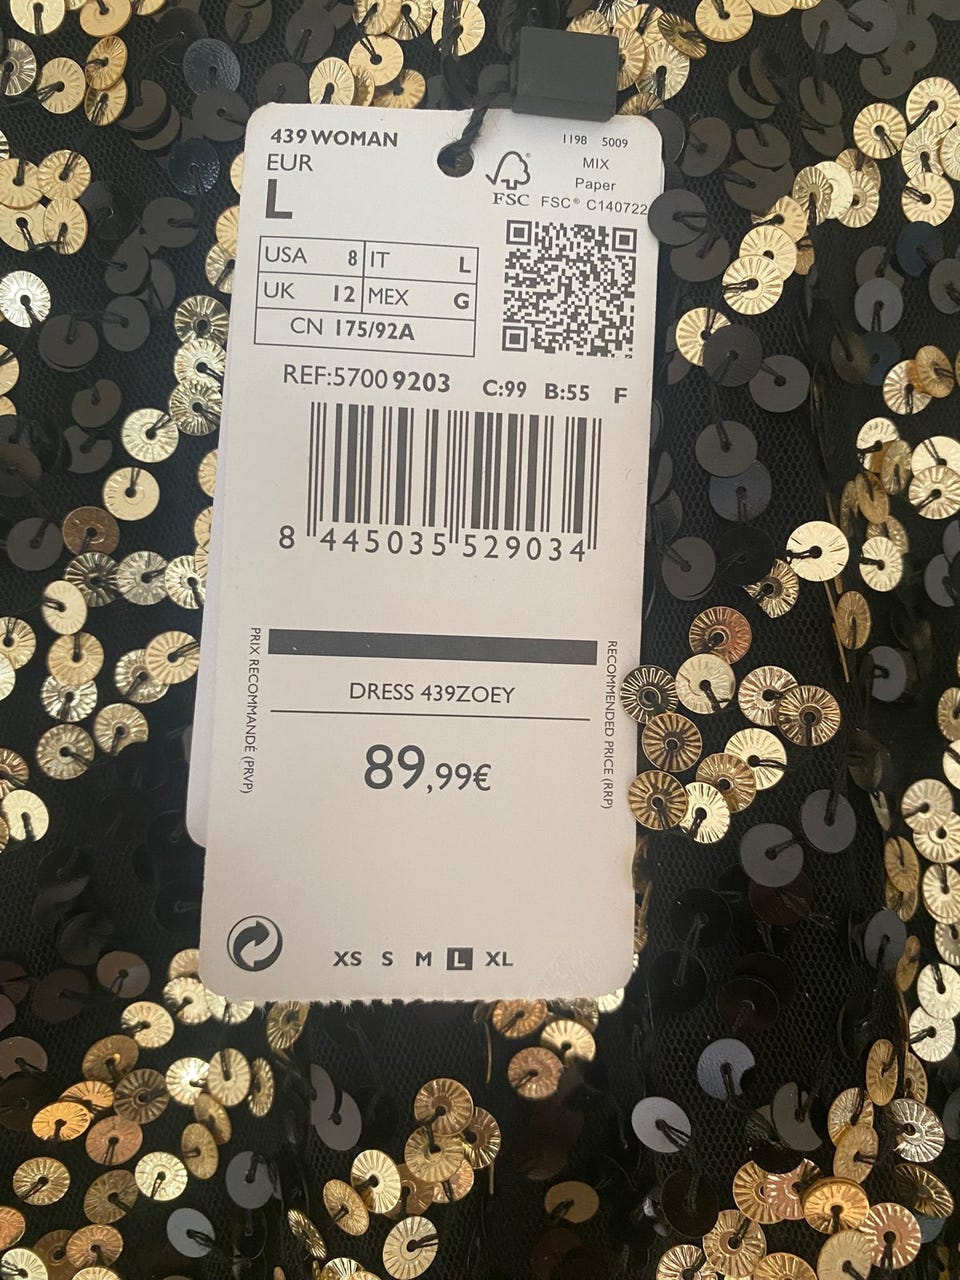 439 WOMAN
EUR
L
1198 5009
MIX
Paper
FSC® C140722
FSC
USA 8 IT L
UK 12 MEX G
CN 175/92A
REF:5700 9203 C:99 B:55 F
8 445035 529034
PRIX RECOMMANDÉ (PRVP)
RECOMMENDED PRICE (RRP)
DRESS 439ZOEY
89,99€
XS S M L XL